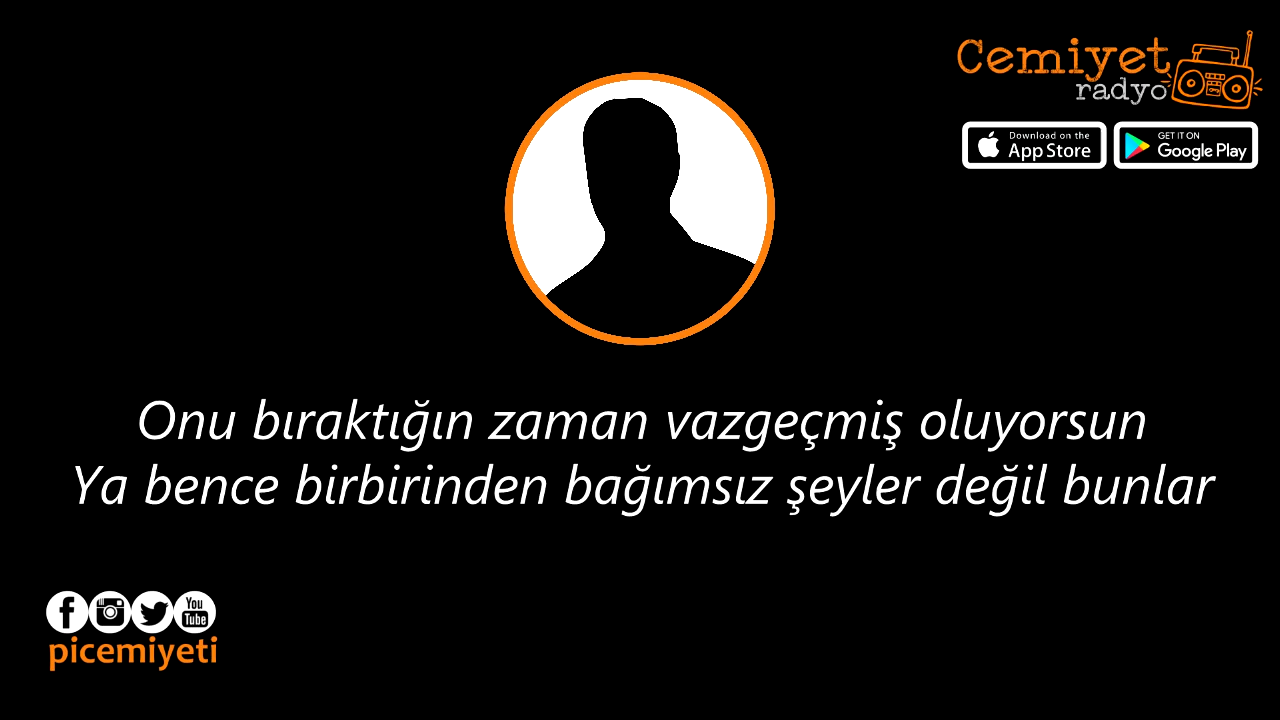 Cemiyet
radyo
Download on the
App Store
GET IT ON
Google Play
Onu bıraktığın zaman vazgeçmiş oluyorsun
Ya bence birbirinden bağımsız şeyler değil bunlar
You
Tube
picemiyeti